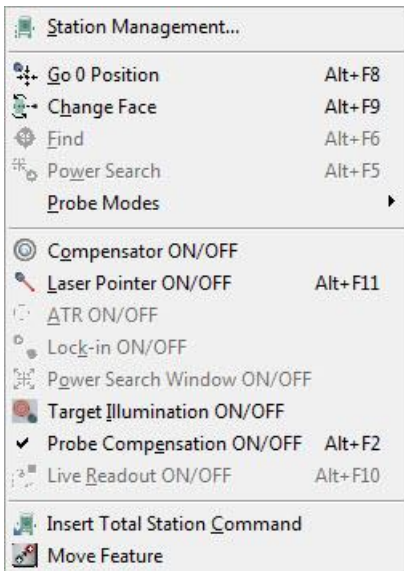 Station Management...
Go 0 Position Alt+F8
Change Face Alt+F9
Find Alt+F6
Power Search Alt+F5
Probe Modes
Compensator ON/OFF
Laser Pointer ON/OFF Alt+F11
ATR ON/OFF
Lock-in ON/OFF
Power Search Window ON/OFF
Target Illumination ON/OFF
Probe Compensation ON/OFF Alt+F2
Live Readout ON/OFF Alt+F10
Insert Total Station Command
Move Feature